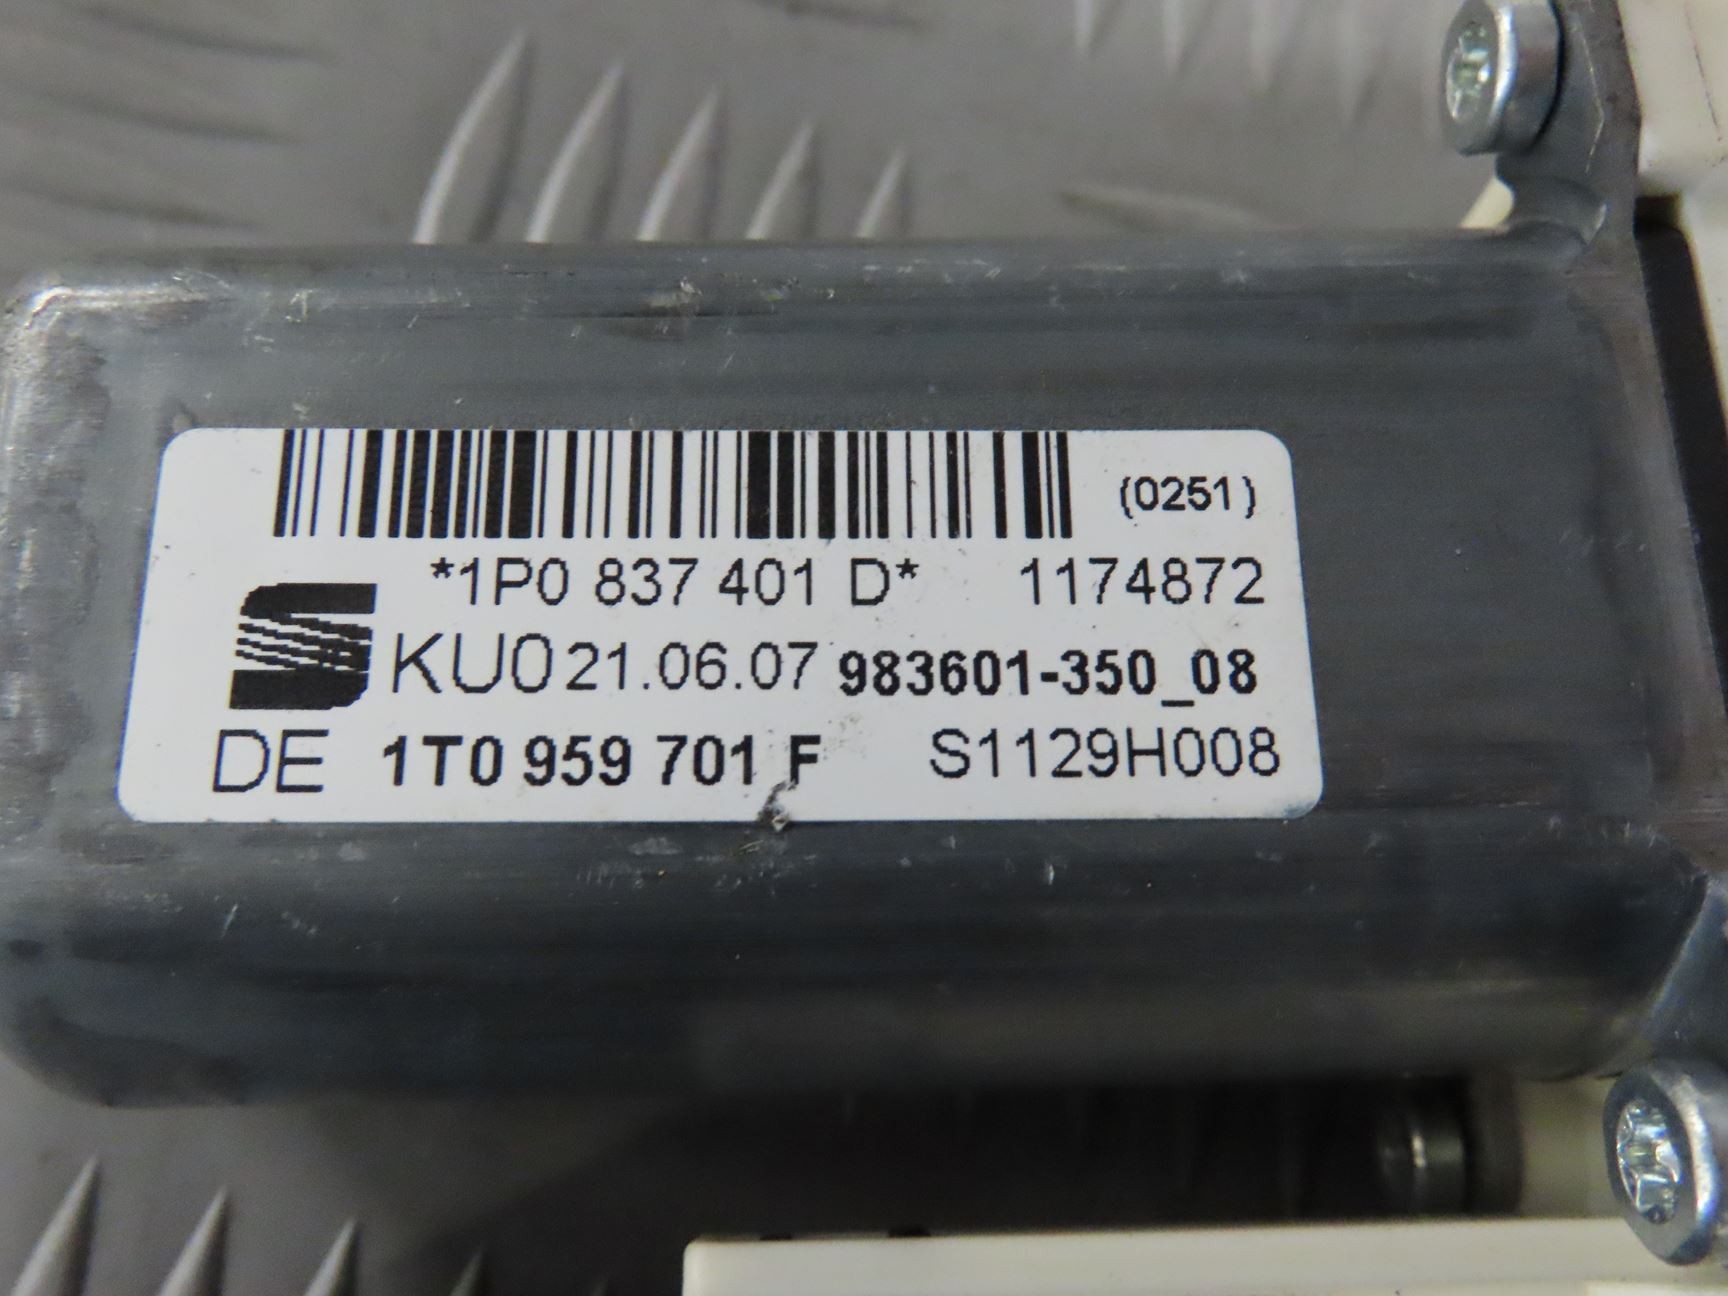 (0251)
*1P0 837 401 D* 1174872
KU0 21.06.07 983601-350_08
DE 1T0 959 701 F S1129H008